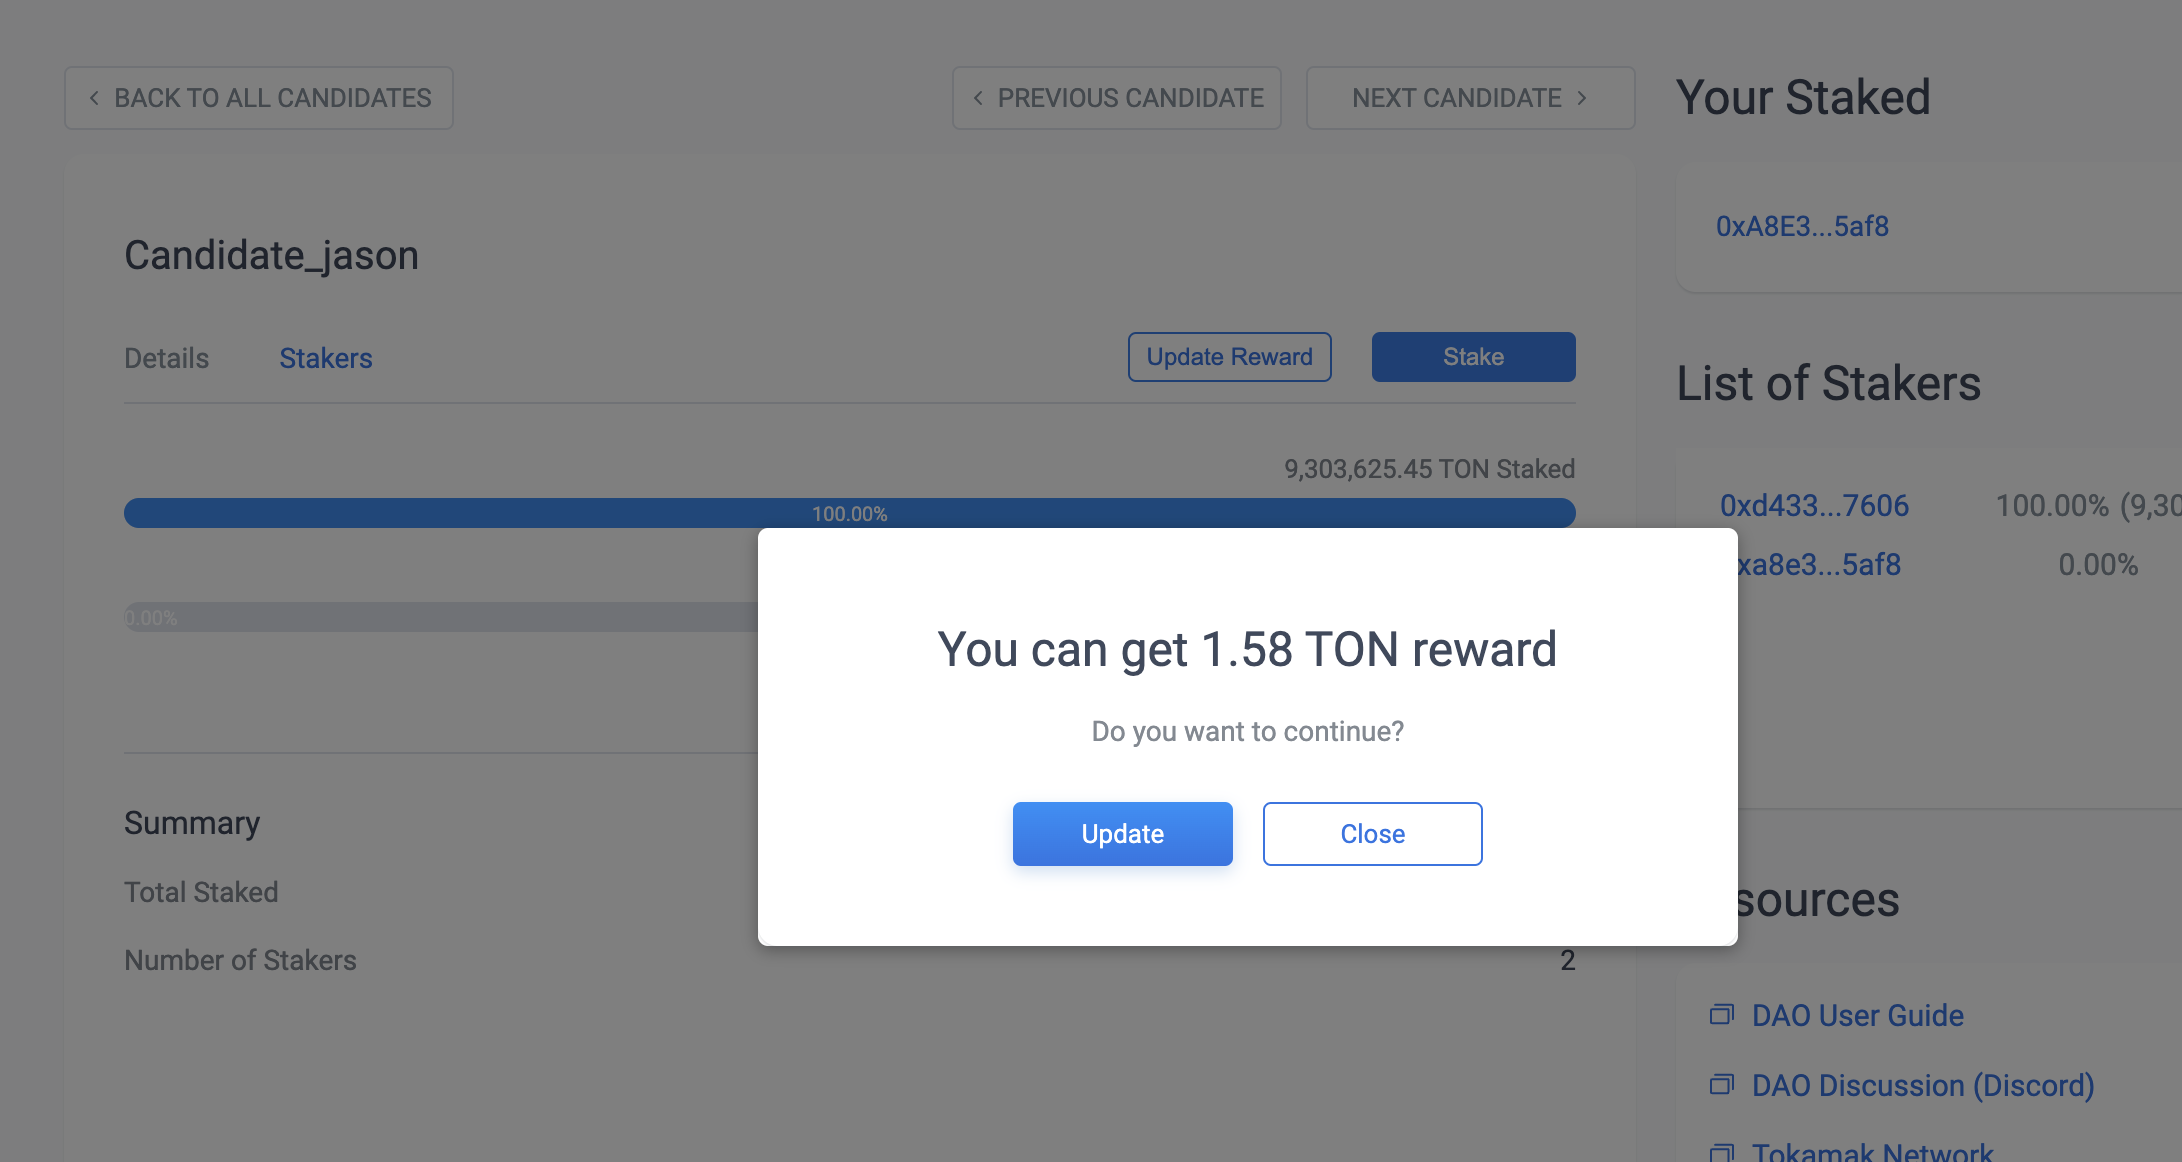 BACK TO ALL CANDIDATES
PREVIOUS CANDIDATE
NEXT CANDIDATE
Your Staked
0xA8E3...5af8
Candidate_jason
Details
Stakers
Update Reward
Stake
List of Stakers
9,303,625.45 TON Staked
100.00%
0xd433...7606
100.00% (9,30
xa8e3...5af8
0.00%
0.00%
You can get 1.58 TON reward
Do you want to continue?
Update
Close
Summary
Total Staked
Number of Stakers
2
sources
DAO User Guide
DAO Discussion (Discord)
Tokamak Network